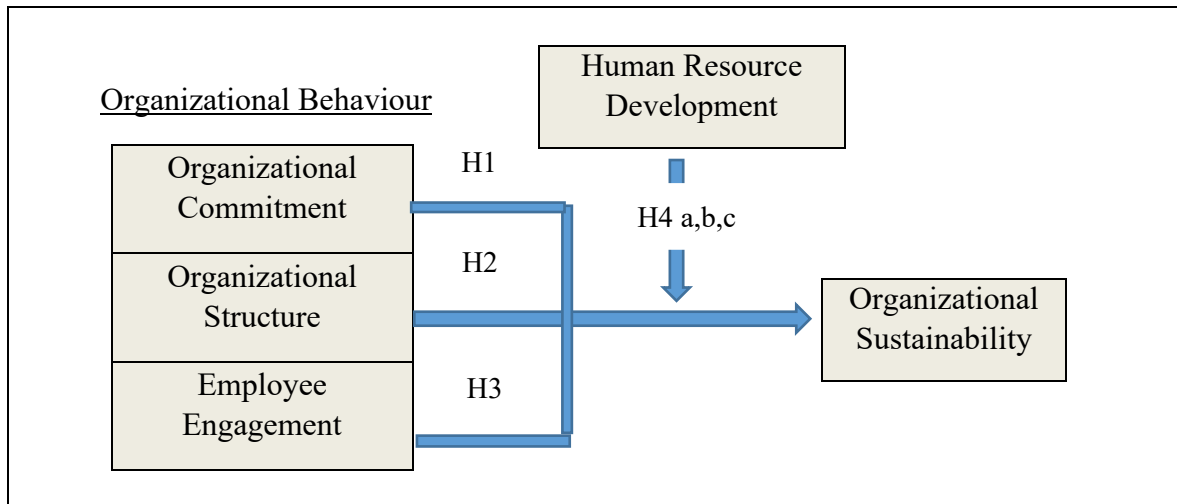 Human Resource
Development
Organizational Behaviour
Organizational
Commitment
H1
H4 a,b,c
Organizational
Structure
H2
Organizational
Sustainability
Employee
Engagement
H3